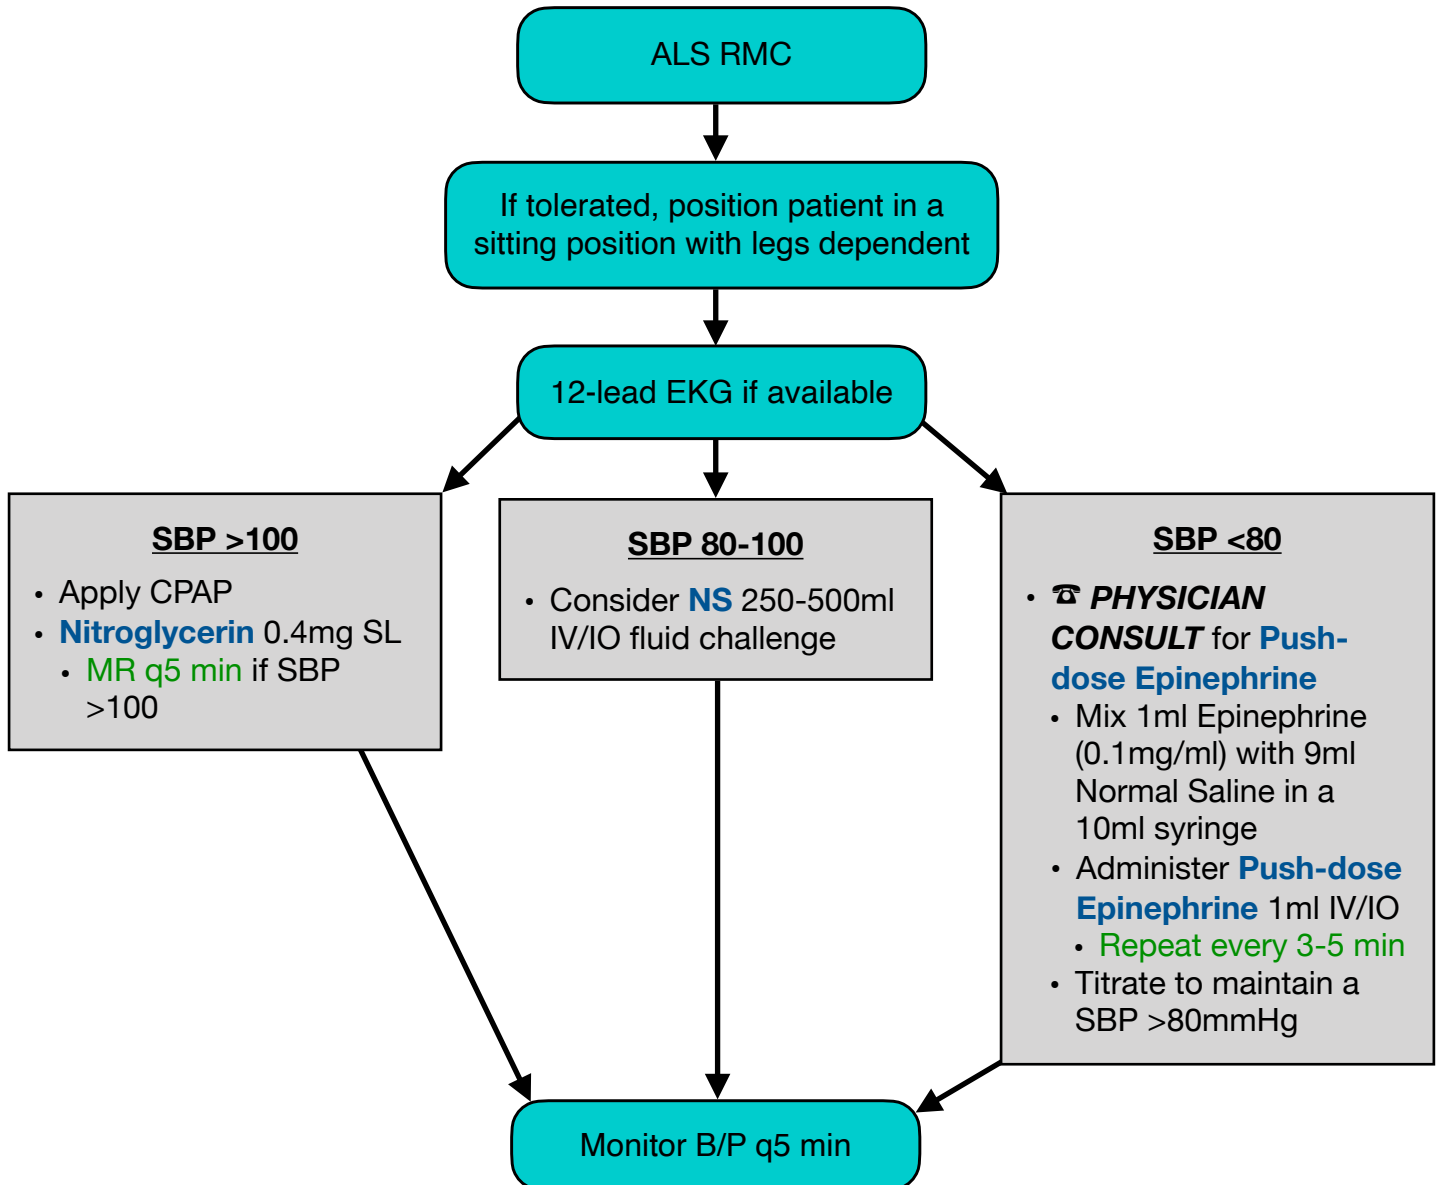 ALS RMC
If tolerated, position patient in a
sitting position with legs dependent
12-lead EKG if available
SBP >100
• Apply CPAP
• Nitroglycerin 0.4mg SL
• MR q5 min if SBP
>100
SBP 80-100
• Consider NS 250-500ml
IV/IO fluid challenge
SBP <80
• ☎ PHYSICIAN
CONSULT for Push-
dose Epinephrine
• Mix 1ml Epinephrine
(0.1mg/ml) with 9ml
Normal Saline in a
10ml syringe
• Administer Push-dose
Epinephrine 1ml IV/IO
• Repeat every 3-5 min
• Titrate to maintain a
SBP >80mmHg
Monitor B/P q5 min